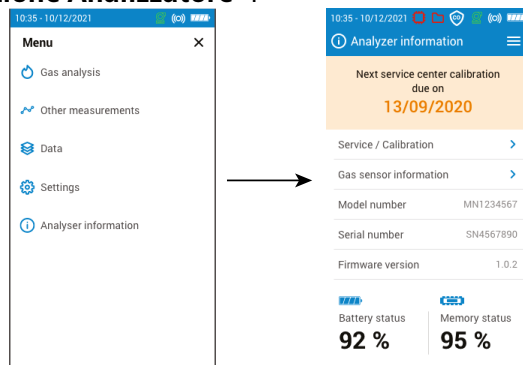 10:35 - 10/12/2021
Menu
Gas analysis
Other measurements
Data
Settings
Analyser information
10:35 - 10/12/2021
CO
Analyzer information
Next service center calibration
due on
13/09/2020
Service / Calibration
Gas sensor information
Model number MN1234567
Serial number SN4567890
Firmware version 1.0.2
Battery status
92 %
Memory status
95 %